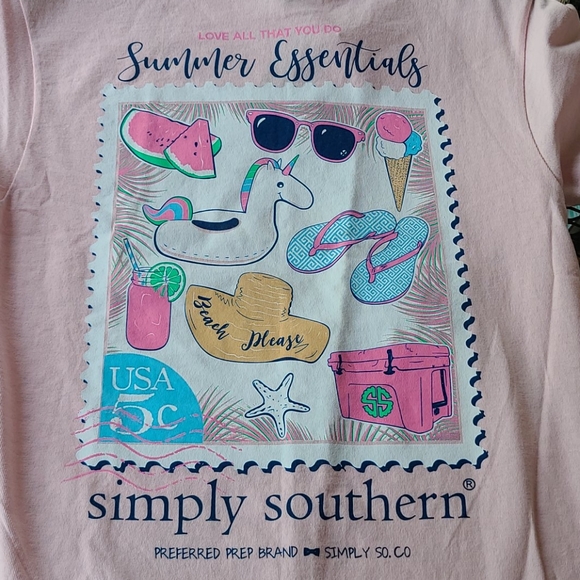 LOVE ALL THAT YOU DO
Summer Essentials
Beach Please
USA
5c
SS
simply southern®
PREFERRED PREP BRAND SIMPLY SO. CO